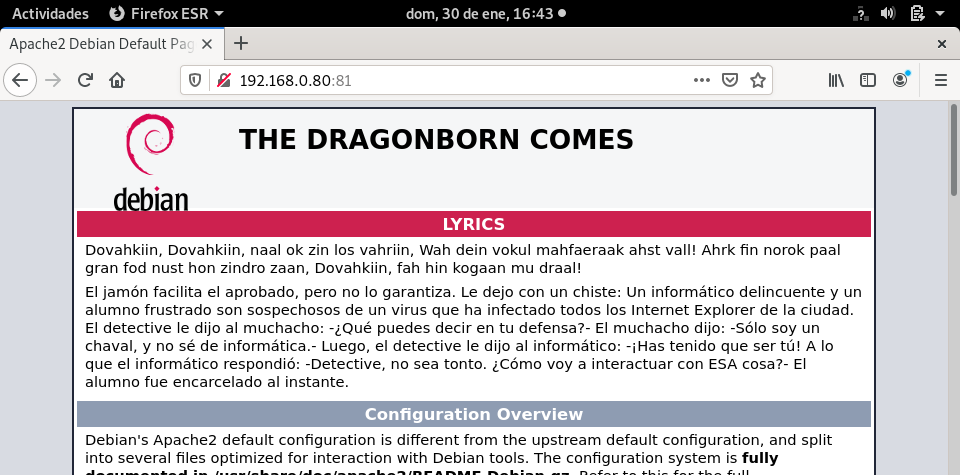 Actividades Firefox ESR dom, 30 de ene, 16:43
Apache2 Debian Default Pag
192.168.0.80:81
debian
THE DRAGONBORN COMES
LYRICS
Dovahkiin, Dovahkiin, naal ok zin los vahriin, Wah dein vokul mahfaeraak ahst vall! Ahrk fin norok paal
gran fod nust hon zindro zaan, Dovahkiin, fah hin kogaan mu draal!
El jamón facilita el aprobado, pero no lo garantiza. Le dejo con un chiste: Un informático delincuente y un
alumno frustrado son sospechosos de un virus que ha infectado todos los Internet Explorer de la ciudad.
El detective le dijo al muchacho: -¿Qué puedes decir en tu defensa?- El muchacho dijo: -Sólo soy un
chaval, y no sé de informática.- Luego, el detective le dijo al informático: -¡Has tenido que ser tú! A lo
que el informático respondió: -Detective, no sea tonto. ¿Cómo voy a interactuar con ESA cosa?- El
alumno fue encarcelado al instante.
Configuration Overview
Debian's Apache2 default configuration is different from the upstream default configuration, and split
into several files optimized for interaction with Debian tools. The configuration system is fully
documented in /usr/share/doc/apache2/README.Debian.gz. Refer to this for the full